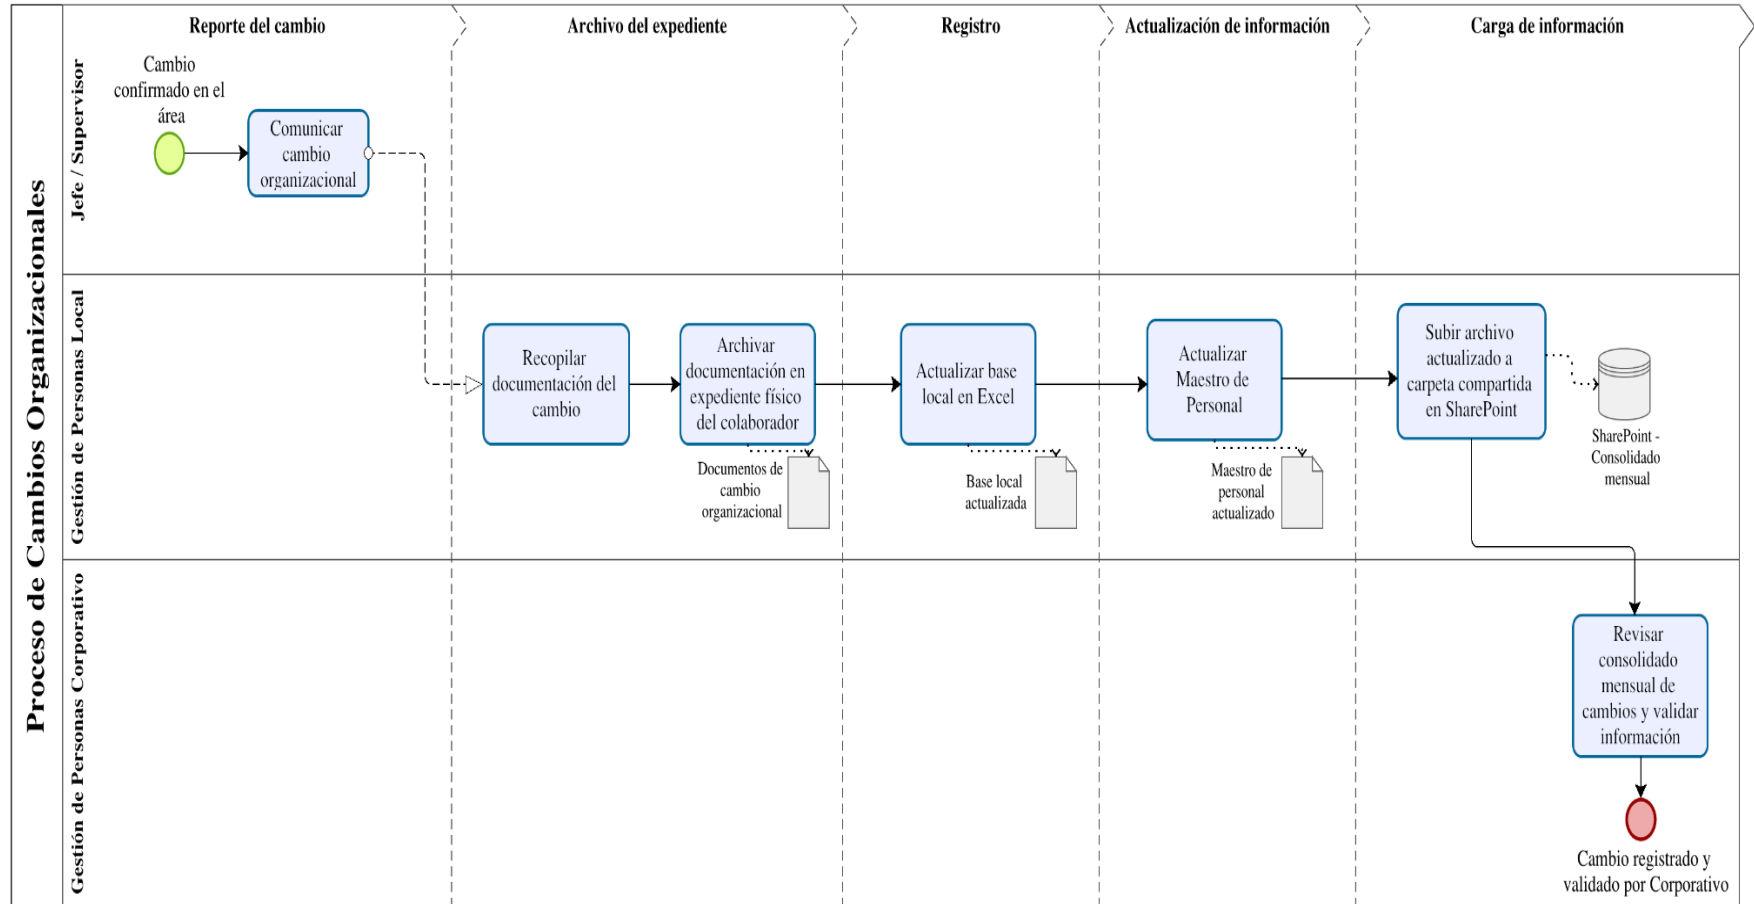 Proceso de Cambios Organizacionales
Reporte del cambio
Archivo del expediente
Registro
Actualización de información
Carga de información
Jefe / Supervisor
Cambio
confirmado en el
área
Comunicar
cambio
organizacional
Gestión de Personas Local
Recopilar
documentación del
cambio
Archivar
documentación en
expediente físico
del colaborador
Documentos de
cambio
organizacional
Actualizar base
local en Excel
Base local
actualizada
Actualizar
Maestro de
Personal
Maestro de
personal
actualizado
Subir archivo
actualizado a
carpeta compartida
en SharePoint
SharePoint -
Consolidado
mensual
Gestión de Personas Corporativo
Revisar
consolidado
mensual de
cambios y validar
información
Cambio registrado y
validado por Corporativo